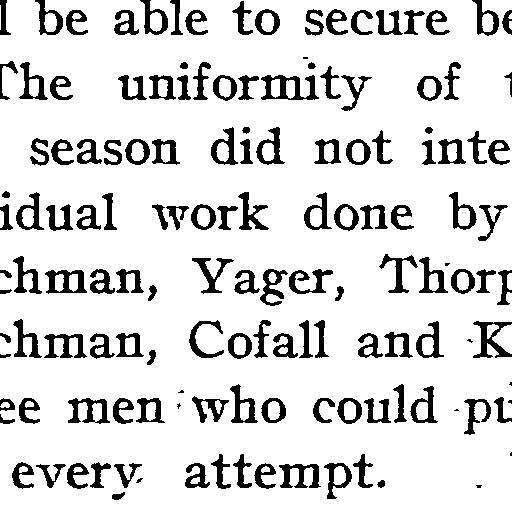 l be able to secure be
The uniformity of t
season did not inte
idual work done by
chman, Yager, Thorp
chman, Cofall and K
ee men who could pu
every attempt.